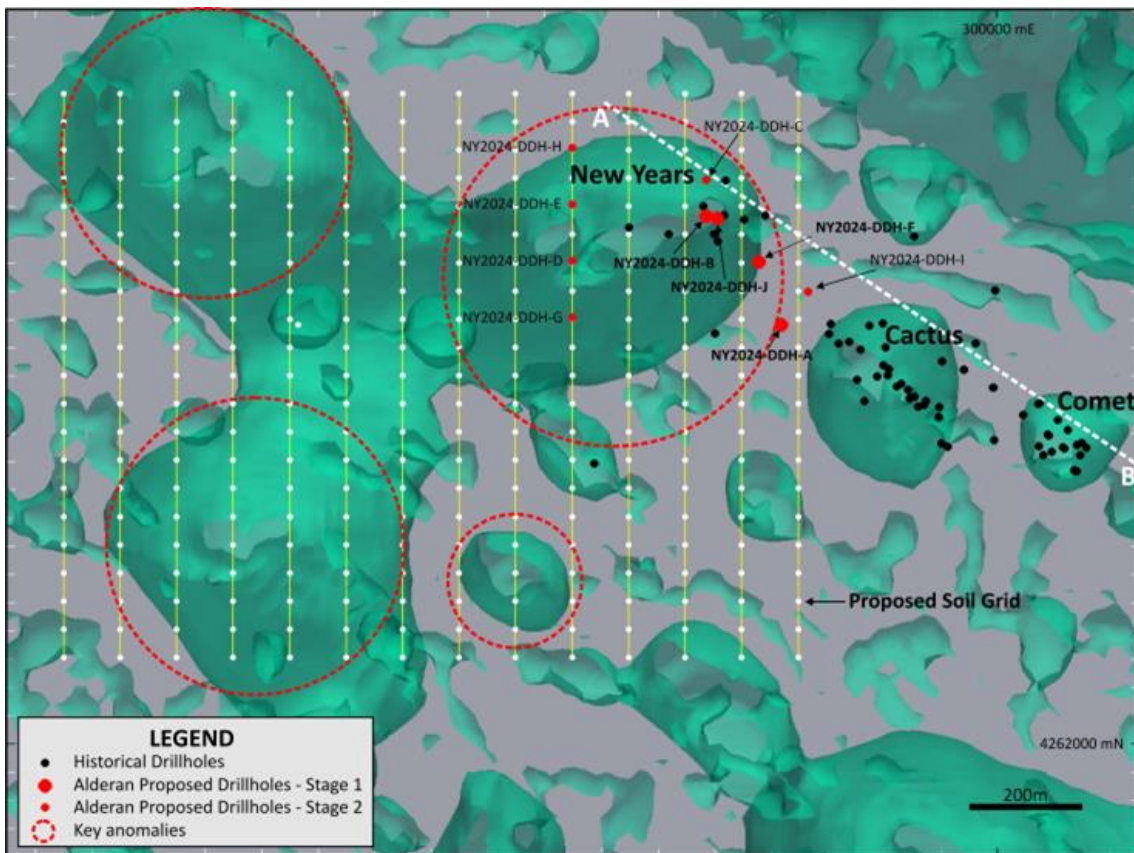 300000 mE
A
NY2024-DDH-C
NY2024-DDH-H
New Years
NY2024-DDH-E
NY2024-DDH-F
NY2024-DDH-D
NY2024-DDH-B
NY2024-DDH-I
NY2024-DDH-J
NY2024-DDH-G
Cactus
NY2024-DDH-A
Comet
B
Proposed Soil Grid
LEGEND
Historical Drillholes
Alderan Proposed Drillholes - Stage 1
Alderan Proposed Drillholes - Stage 2
Key anomalies
4262000 mN
200m